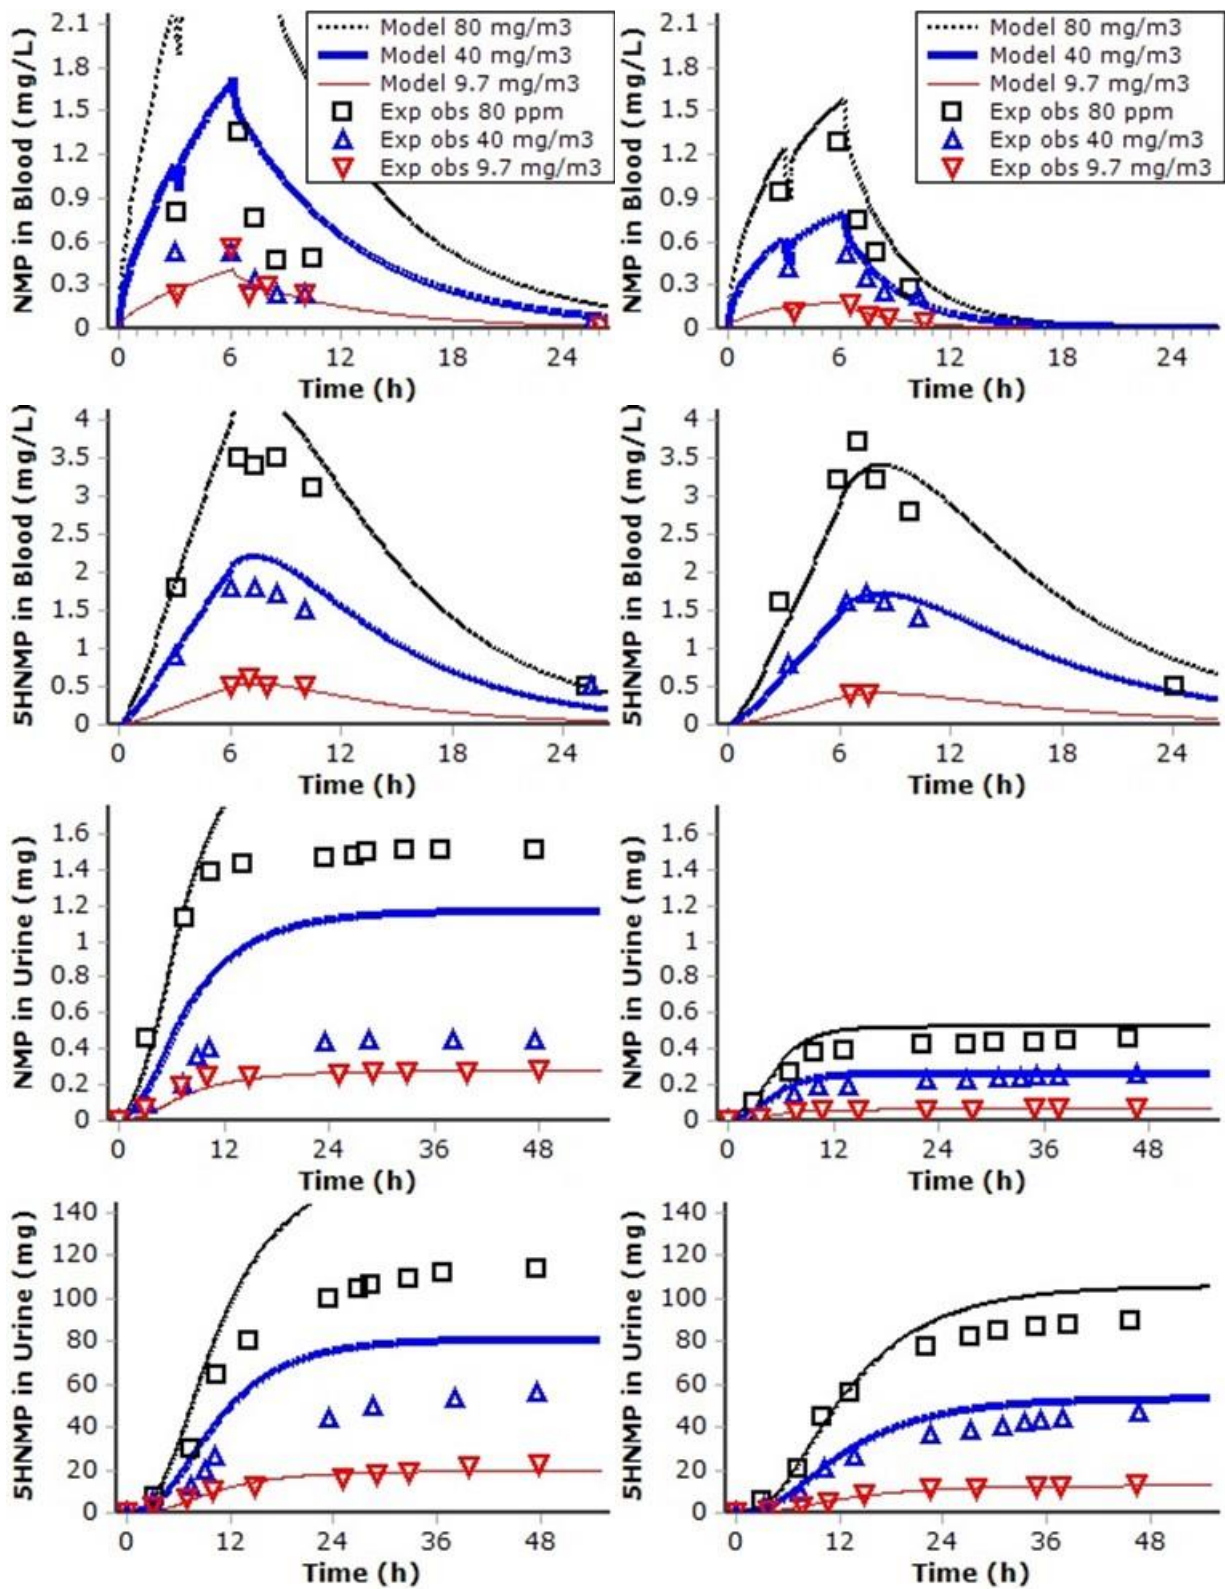 2.1
1.8
1.5
1.2
0.9
0.6
0.3
0
NMP in Blood (mg/L)
Model 80 mg/m3
Model 40 mg/m3
Model 9.7 mg/m3
Exp obs 80 ppm
Exp obs 40 mg/m3
Exp obs 9.7 mg/m3
0 6 12 18 24
Time (h)
2.1
1.8
1.5
1.2
0.9
0.6
0.3
0
NMP in Blood (mg/L)
Model 80 mg/m3
Model 40 mg/m3
Model 9.7 mg/m3
Exp obs 80 ppm
Exp obs 40 mg/m3
Exp obs 9.7 mg/m3
0 6 12 18 24
Time (h)
4
3.5
3
2.5
2
1.5
1
0.5
0
5HNMP in Blood (mg/L)
0 6 12 18 24
Time (h)
4
3.5
3
2.5
2
1.5
1
0.5
0
5HNMP in Blood (mg/L)
0 6 12 18 24
Time (h)
1.6
1.4
1.2
1
0.8
0.6
0.4
0.2
0
NMP in Urine (mg)
0 12 24 36 48
Time (h)
1.6
1.4
1.2
1
0.8
0.6
0.4
0.2
0
NMP in Urine (mg)
0 12 24 36 48
Time (h)
140
120
100
80
60
40
20
0
5HNMP in Urine (mg)
0 12 24 36 48
Time (h)
140
120
100
80
60
40
20
0
5HNMP in Urine (mg)
0 12 24 36 48
Time (h)